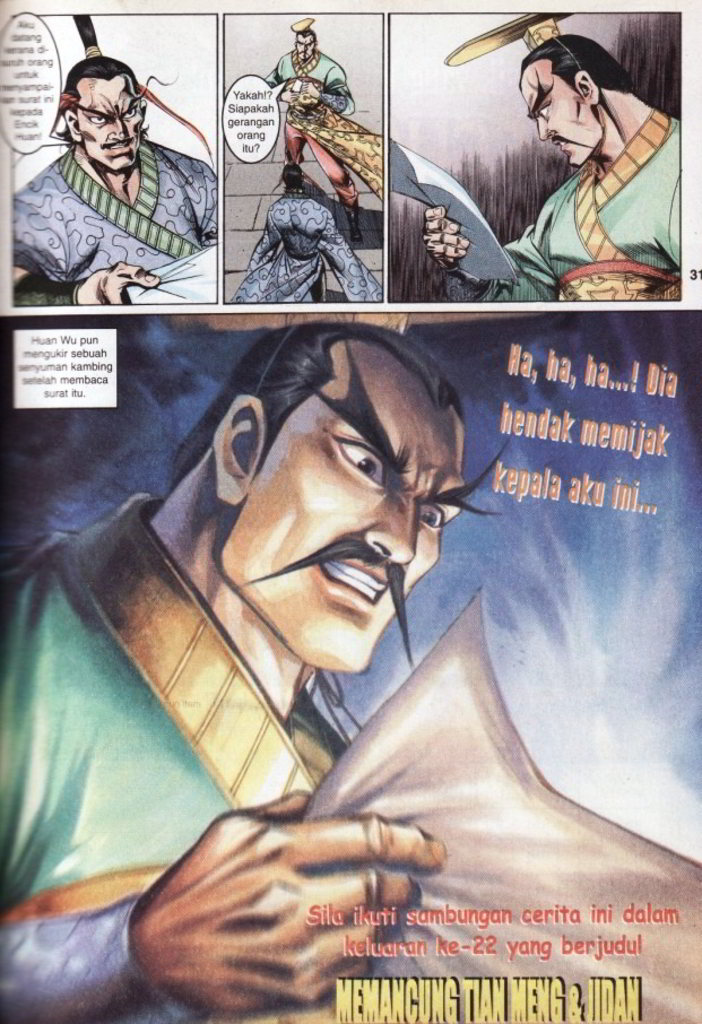 Aku
datang
kerana di-
suruh orang
untuk
menyampai-
kan surat ini
kepada
Encik
Huan!
Yakah!?
Siapakah
gerangan
orang
itu?
31
Huan Wu pun
mengukir sebuah
senyuman kambing
setelah membaca
surat itu.
Ha, ha, ha...! Dia
hendak memijak
kepala aku ini...
Sila ikuti sambungan cerita ini dalam
keluaran ke-22 yang berjudul
MEMANCUNG TIAN MENG & JIDAN